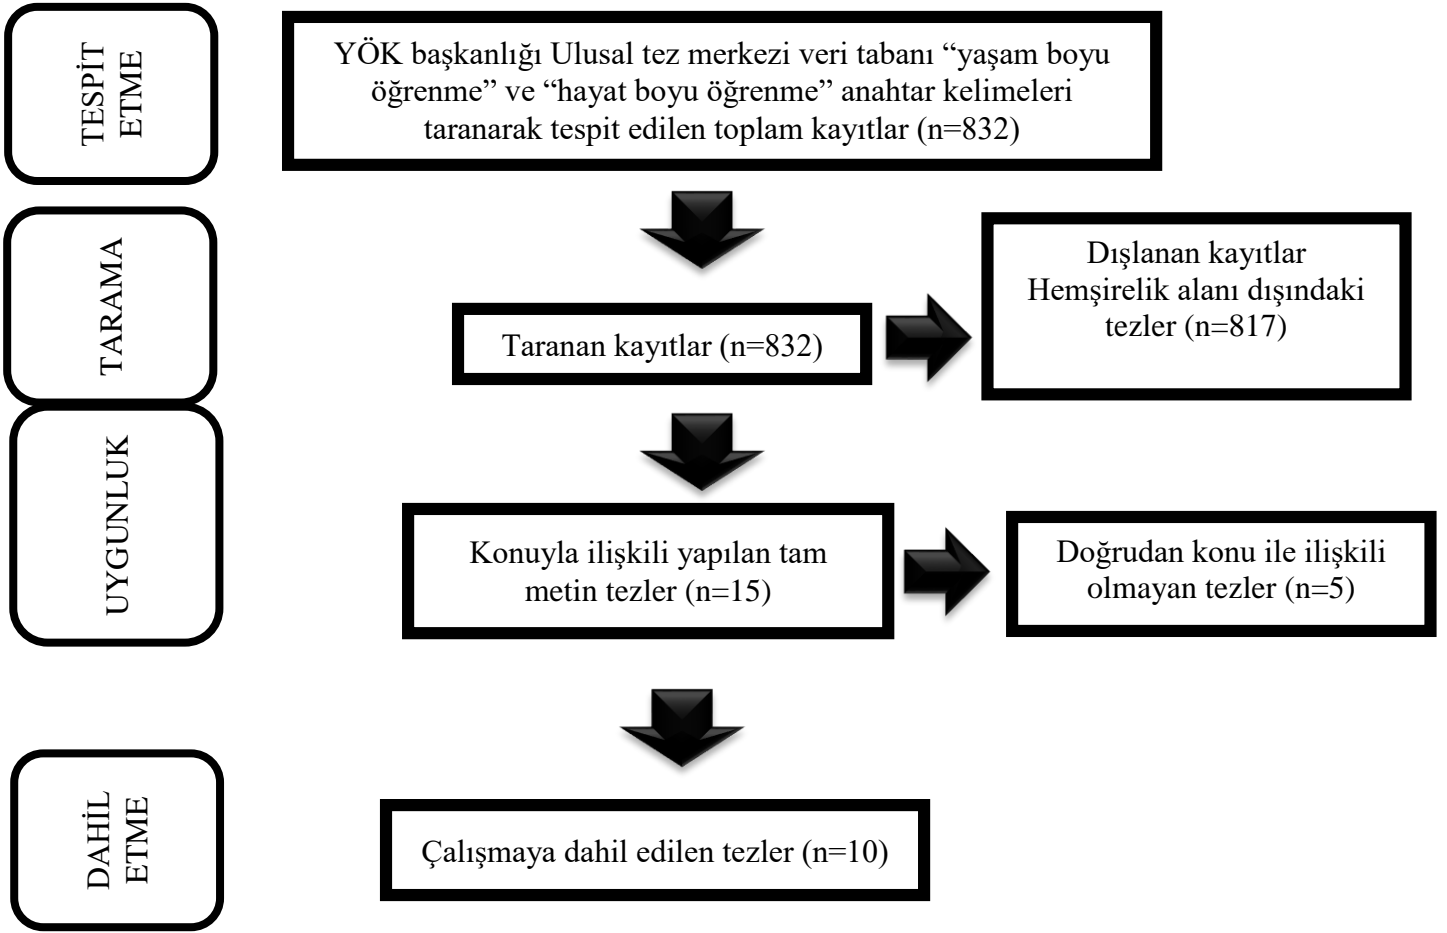 TESPİT
ETME
YÖK başkanlığı Ulusal tez merkezi veri tabanı “yaşam boyu
öğrenme” ve “hayat boyu öğrenme” anahtar kelimeleri
taranarak tespit edilen toplam kayıtlar (n=832)
TARAMA
Taranan kayıtlar (n=832)
Dışlanan kayıtlar
Hemşirelik alanı dışındaki
tezler (n=817)
UYGUNLUK
Konuyla ilişkili yapılan tam
metin tezler (n=15)
Doğrudan konu ile ilişkili
olmayan tezler (n=5)
DAHİL
ETME
Çalışmaya dahil edilen tezler (n=10)